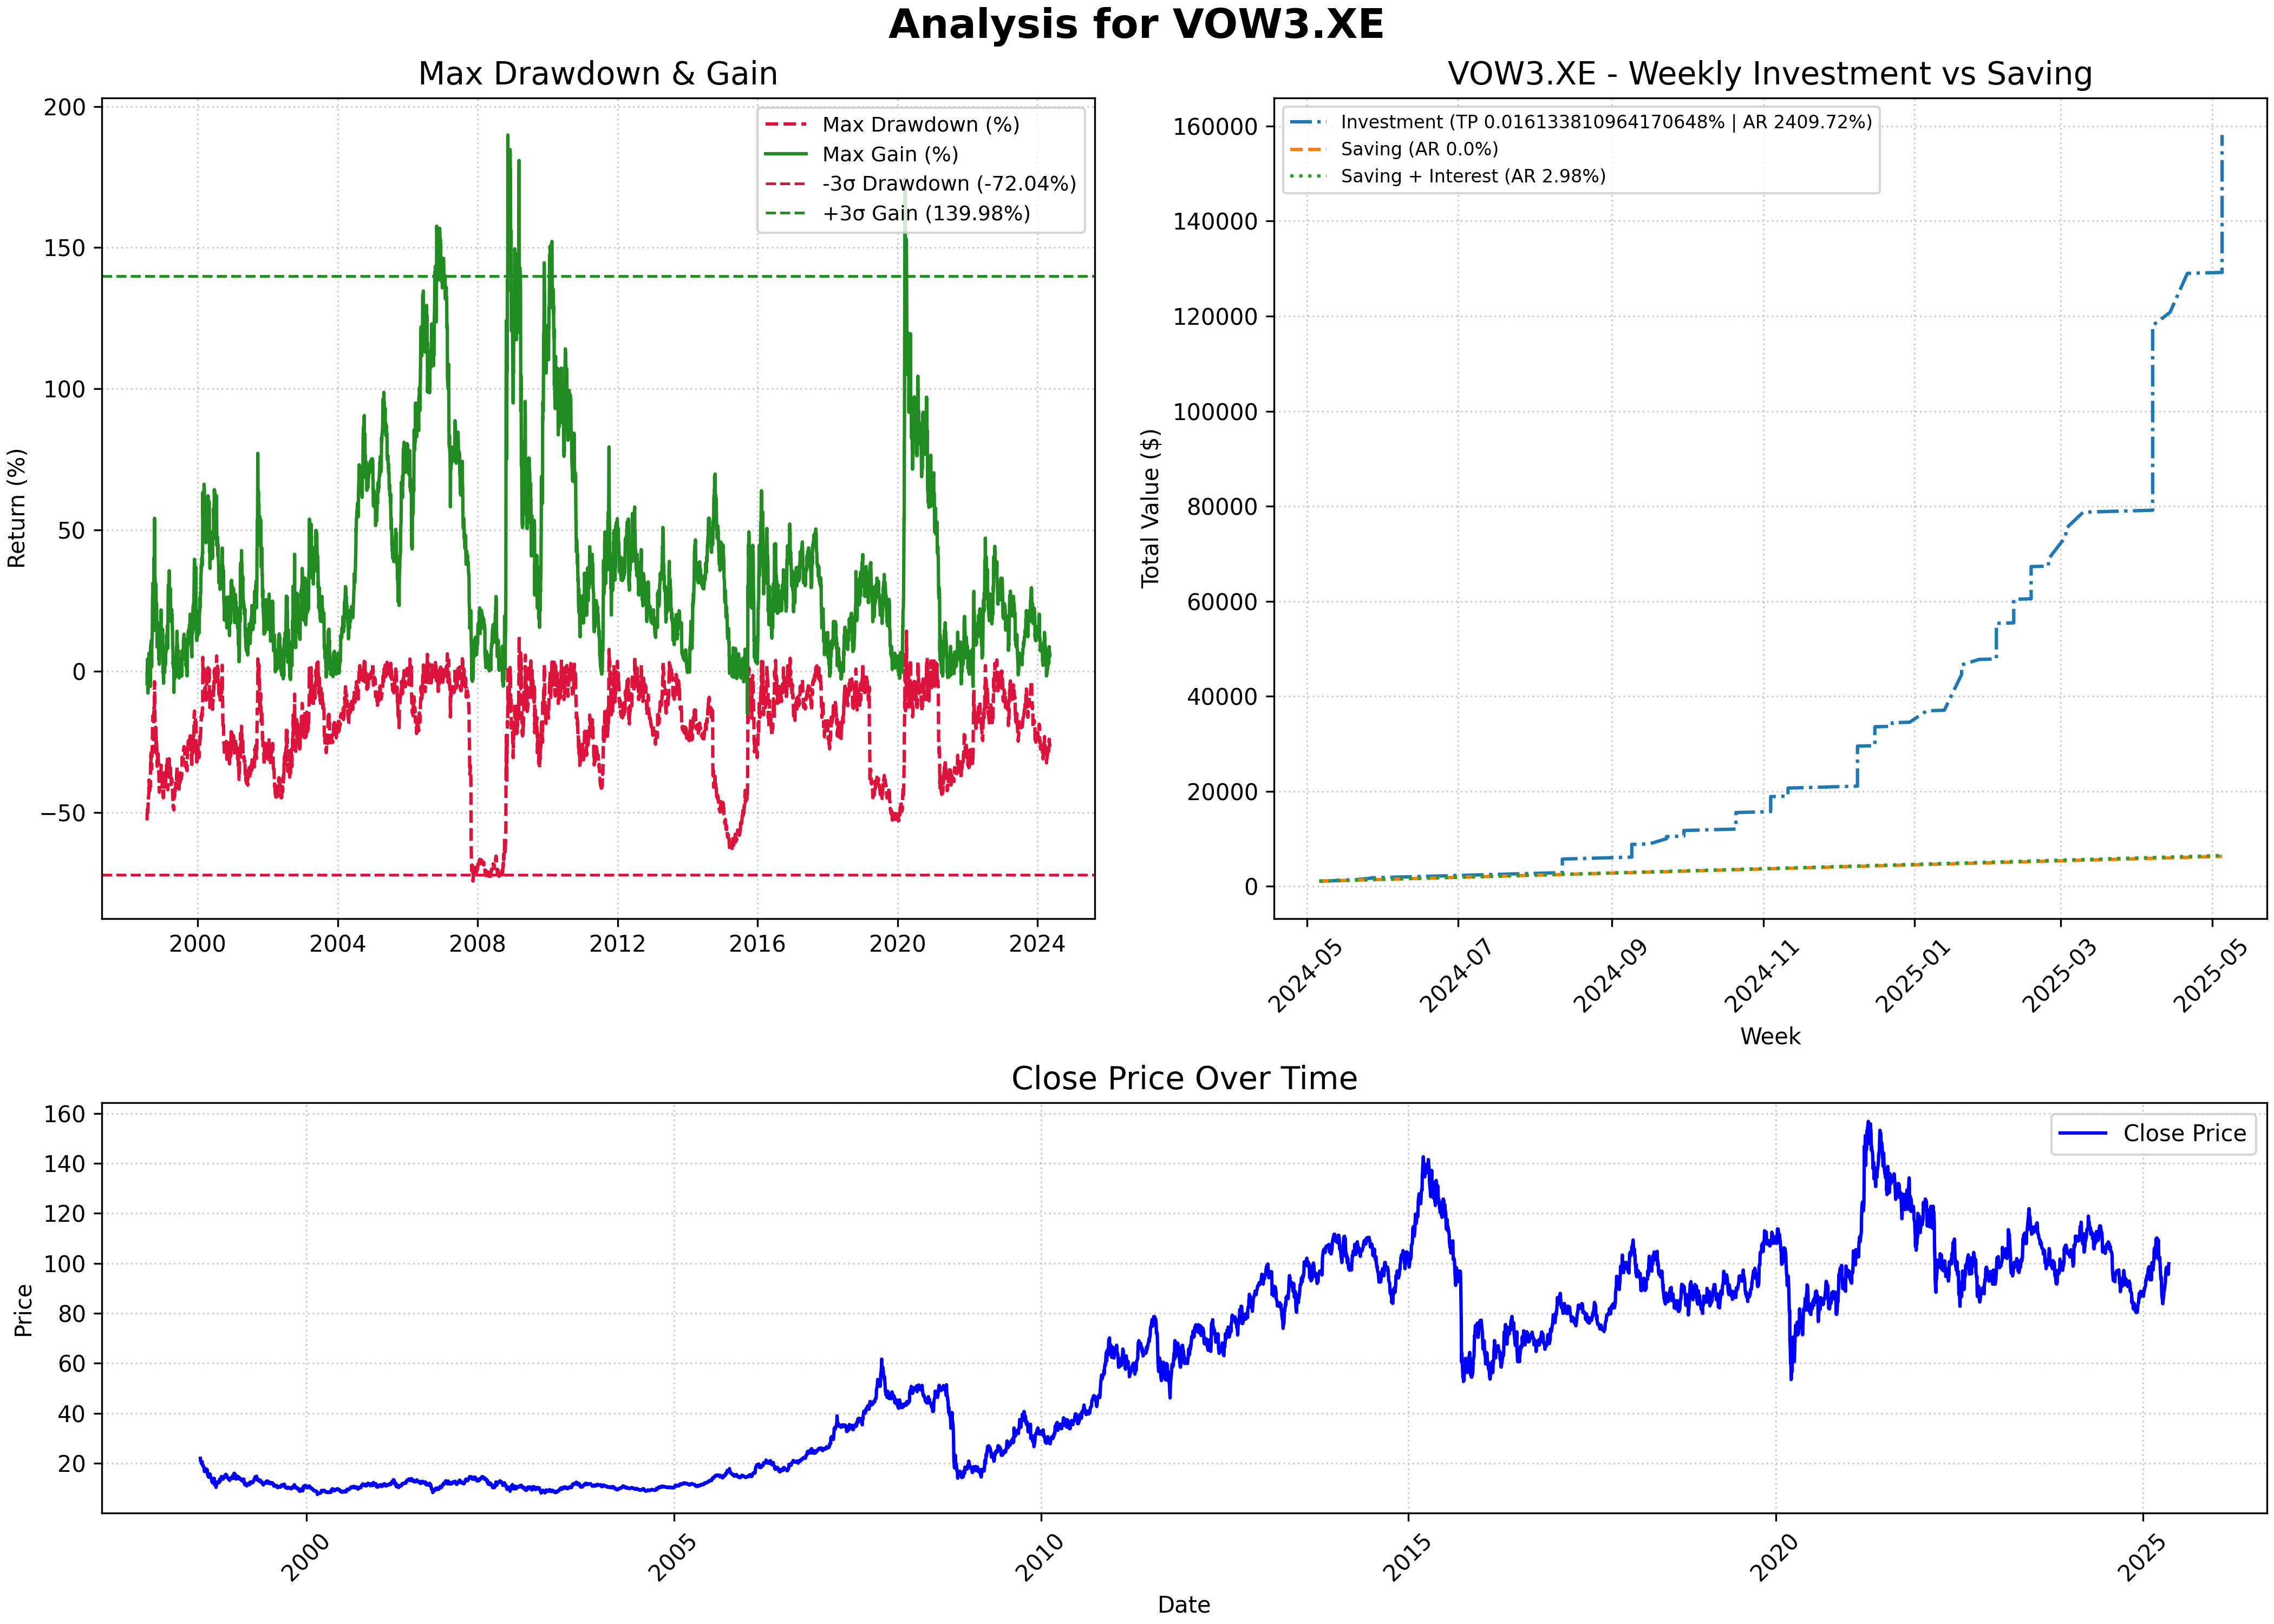 Analysis for VOW3.XE
Max Drawdown & Gain
200
150
100
50
0
−50
Return (%)
2000
2004
2008
2012
2016
2020
2024
Max Drawdown (%)
Max Gain (%)
-3σ Drawdown (-72.04%)
+3σ Gain (139.98%)
VOW3.XE - Weekly Investment vs Saving
160000
140000
120000
100000
80000
60000
40000
20000
0
Total Value ($)
Investment (TP 0.016133810964170648% | AR 2409.72%)
Saving (AR 0.0%)
Saving + Interest (AR 2.98%)
2024-05
2024-07
2024-09
2024-11
2025-01
2025-03
2025-05
Week
Close Price Over Time
160
140
120
100
80
60
40
20
Price
Close Price
2000
2005
2010
2015
2020
2025
Date